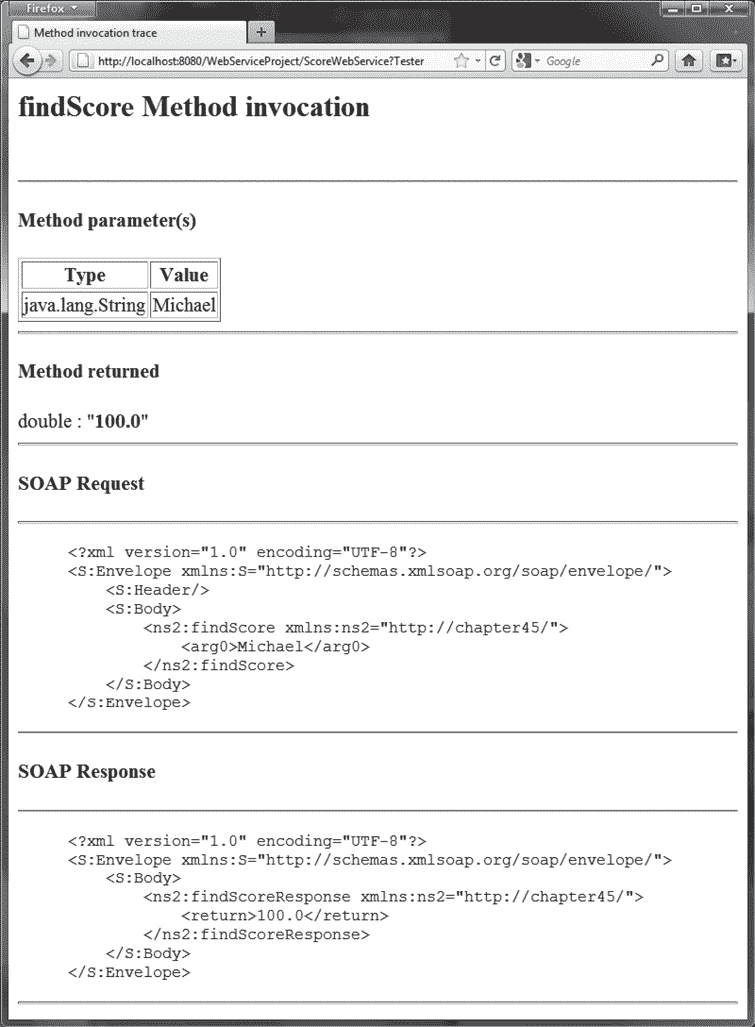 Firefox
Method invocation trace
http://localhost:8080/WebServiceProject/ScoreWebService?Tester
Google
findScore Method invocation
Method parameter(s)
Type Value
java.lang.String Michael
Method returned
double : "100.0"
SOAP Request
<?xml version="1.0" encoding="UTF-8"?>
<S:Envelope xmlns:S="http://schemas.xmlsoap.org/soap/envelope/">
<S:Header/>
<S:Body>
<ns2:findScore xmlns:ns2="http://chapter45/">
<arg0>Michael</arg0>
</ns2:findScore>
</S:Body>
</S:Envelope>
SOAP Response
<?xml version="1.0" encoding="UTF-8"?>
<S:Envelope xmlns:S="http://schemas.xmlsoap.org/soap/envelope/">
<S:Body>
<ns2:findScoreResponse xmlns:ns2="http://chapter45/">
<return>100.0</return>
</ns2:findScoreResponse>
</S:Body>
</S:Envelope>